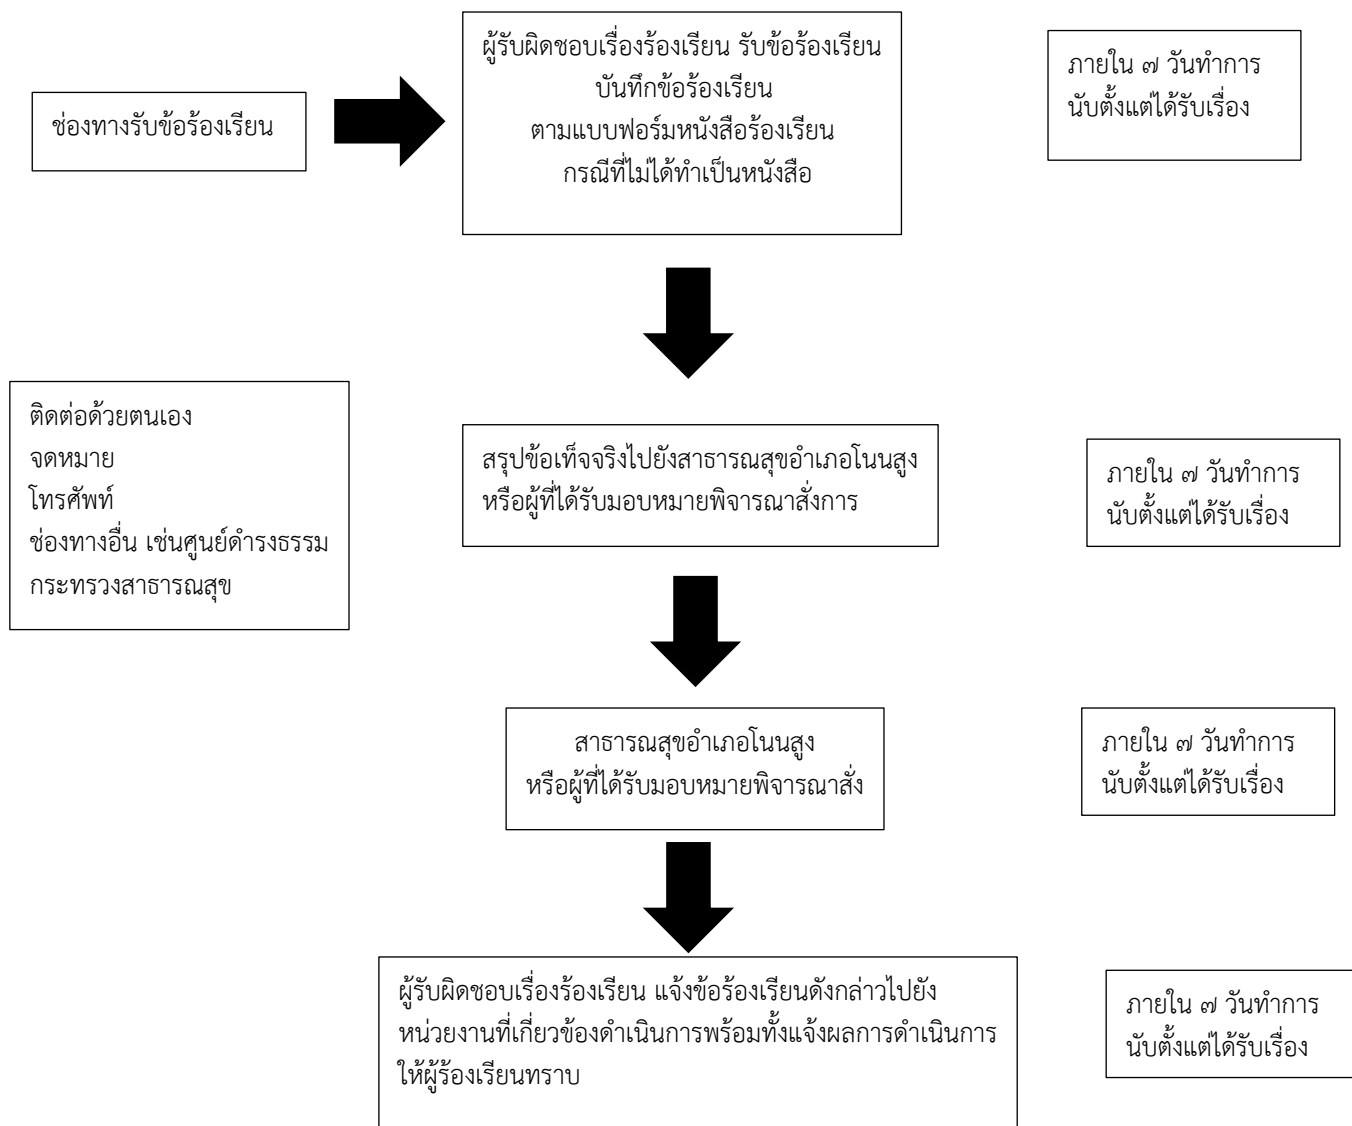 ช่องทางรับข้อร้องเรียน
ผู้รับผิดชอบเรื่องร้องเรียน รับข้อร้องเรียน
บันทึกข้อร้องเรียน
ตามแบบฟอร์มหนังสือร้องเรียน
กรณีที่ไม่ได้ทำเป็นหนังสือ
ภายใน ๗ วันทำการ
นับตั้งแต่ได้รับเรื่อง
ติดต่อด้วยตนเอง
จดหมาย
โทรศัพท์
ช่องทางอื่น เช่นศูนย์ดำรงธรรม
กระทรวงสาธารณสุข
สรุปข้อเท็จจริงไปยังสาธารณสุขอำเภอโนนสูง
หรือผู้ที่ได้รับมอบหมายพิจารณาสั่งการ
ภายใน ๗ วันทำการ
นับตั้งแต่ได้รับเรื่อง
สาธารณสุขอำเภอโนนสูง
หรือผู้ที่ได้รับมอบหมายพิจารณาสั่ง
ภายใน ๗ วันทำการ
นับตั้งแต่ได้รับเรื่อง
ผู้รับผิดชอบเรื่องร้องเรียน แจ้งข้อร้องเรียนดังกล่าวไปยัง
หน่วยงานที่เกี่ยวข้องดำเนินการพร้อมทั้งแจ้งผลการดำเนินการ
ให้ผู้ร้องเรียนทราบ
ภายใน ๗ วันทำการ
นับตั้งแต่ได้รับเรื่อง